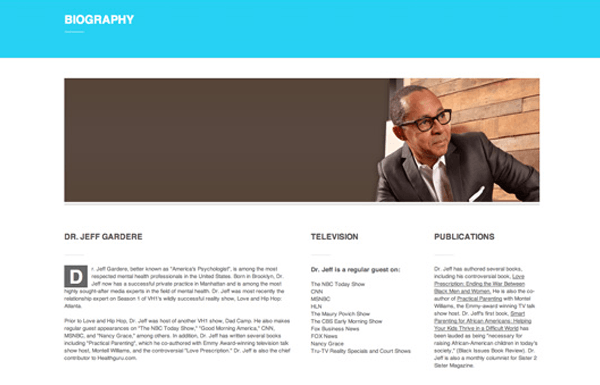 BIOGRAPHY
DR. JEFF GARDERE
Dr. Jeff Gardere, better known as "America's Psychologist", is among the most
respected mental health professionals in the United States. Born in Brooklyn, Dr.
Jeff now has a successful private practice in Manhattan and is among the most
highly sought-after media experts in the field of mental health. Dr. Jeff was most recently the
relationship expert on Season 1 of VH1's wildly successful reality show, Love and Hip Hop:
Atlanta.
Prior to Love and Hip Hop, Dr. Jeff was host of another VH1 show, Dad Camp. He also makes
regular guest appearances on "The NBC Today Show," "Good Morning America," CNN,
MSNBC, and "Nancy Grace," among others. In addition, Dr. Jeff has written several books
including "Practical Parenting", which he co-authored with Emmy Award-winning television talk
show host, Montel Williams, and the controversial "Love Prescription." Dr. Jeff is also the chief
contributor to Healthguru.com.
TELEVISION
Dr. Jeff is a regular guest on:
The NBC Today Show
CNN
MSNBC
HLN
The Maury Povich Show
The CBS Early Morning Show
Fox Business News
FOX News
Nancy Grace
Tru-TV Reality Specials and Court Shows
PUBLICATIONS
Dr. Jeff has authored several books,
including his controversial book, Love
Prescription: Ending the War Between
Black Men and Women. He is also the co-
author of Practical Parenting with Montel
Williams, the Emmy-award winning TV talk
show host. Dr. Jeff's first book, Smart
Parenting for African Americans: Helping
Your Kids Thrive in a Difficult World has
been lauded as being "necessary for
raising African-American children in today's
society," (Black Issues Book Review). Dr.
Jeff is also a monthly columnist for Sister 2
Sister Magazine.